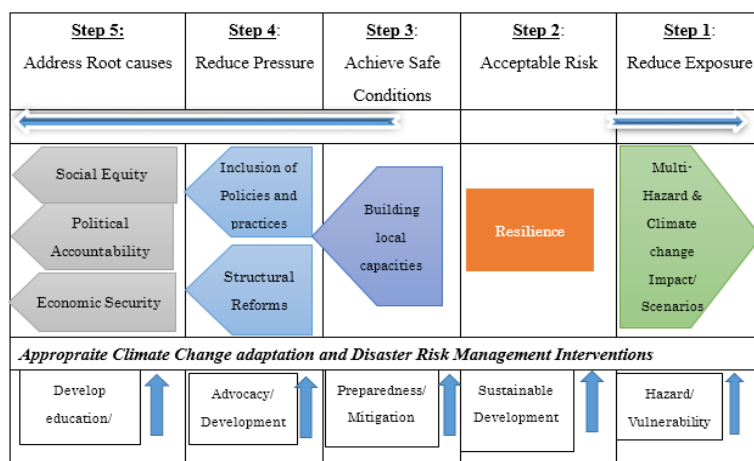 Step 5:
Address Root causes
Step 4:
Reduce Pressure
Step 3:
Achieve Safe
Conditions
Step 2:
Acceptable Risk
Step 1:
Reduce Exposure
Social Equity
Political
Accountability
Economic Security
Inclusion of
Policies and
practices
Structural
Reforms
Building
local
capacities
Resilience
Multi-
Hazard &
Climate
change
Impact/
Scenarios
Appropraite Climate Change adaptation and Disaster Risk Management Interventions
Develop
education/
Advocacy/
Development
Preparedness/
Mitigation
Sustainable
Development
Hazard/
Vulnerability